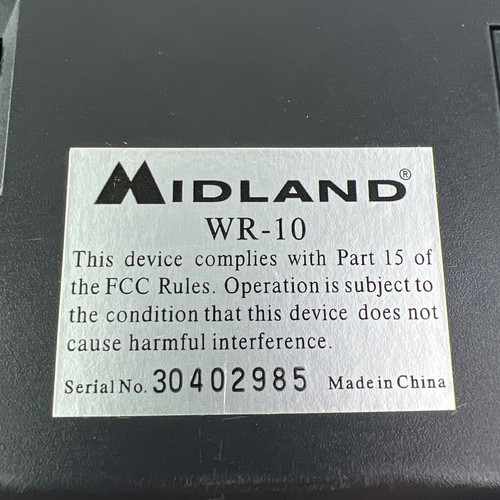 MIDLAND®
WR-10
This device complies with Part 15 of
the FCC Rules. Operation is subject to
the condition that this device does not
cause harmful interference.
Serial No. 30402985 Made in China